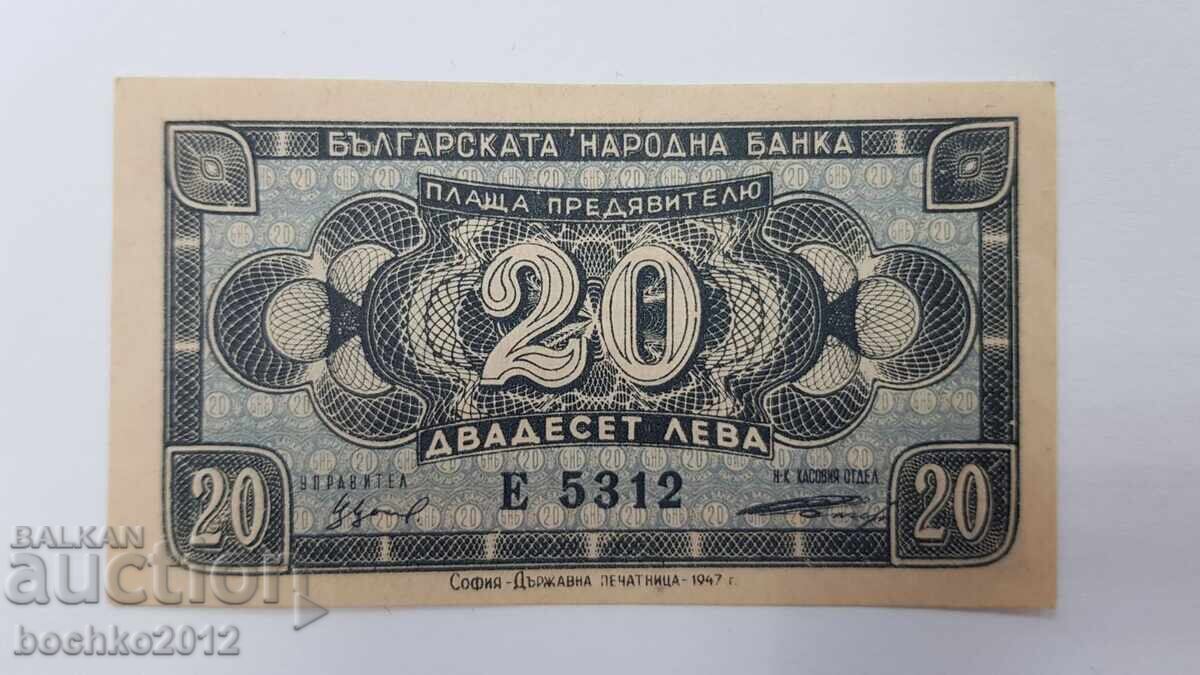 БЪЛГАРСКАТА НАРОДНА БАНКА
ПЛАЩА ПРЕДЯВИТЕЛЮ
20
ДВАДЕСЕТ ЛЕВА
УПРАВИТЕЛ
Н-К КАСОВИЯ ОТДЕЛ
Е 5312
20
20
СОФИЯ - ДЪРЖАВНА ПЕЧАТНИЦА - 1947 г.
BALKAN
auction
bochko2012